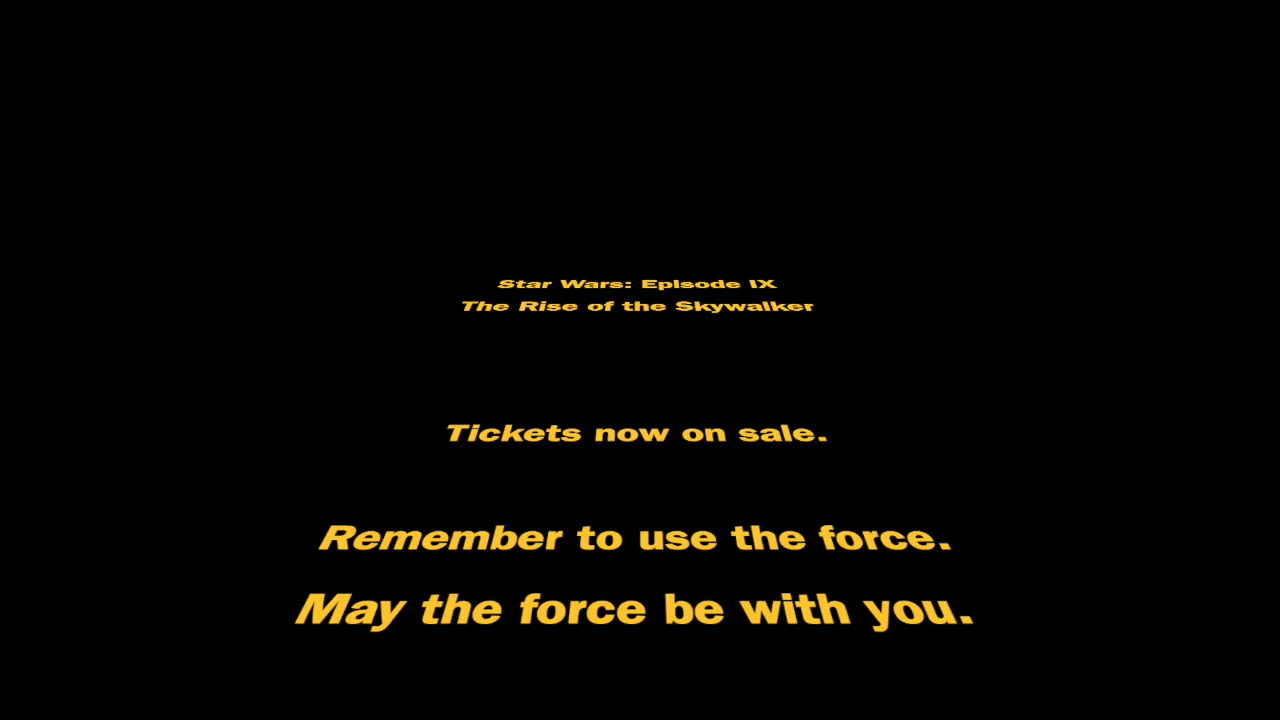 Star Wars: Episode IX
The Rise of the Skywalker
Tickets now on sale.
Remember to use the force.
May the force be with you.